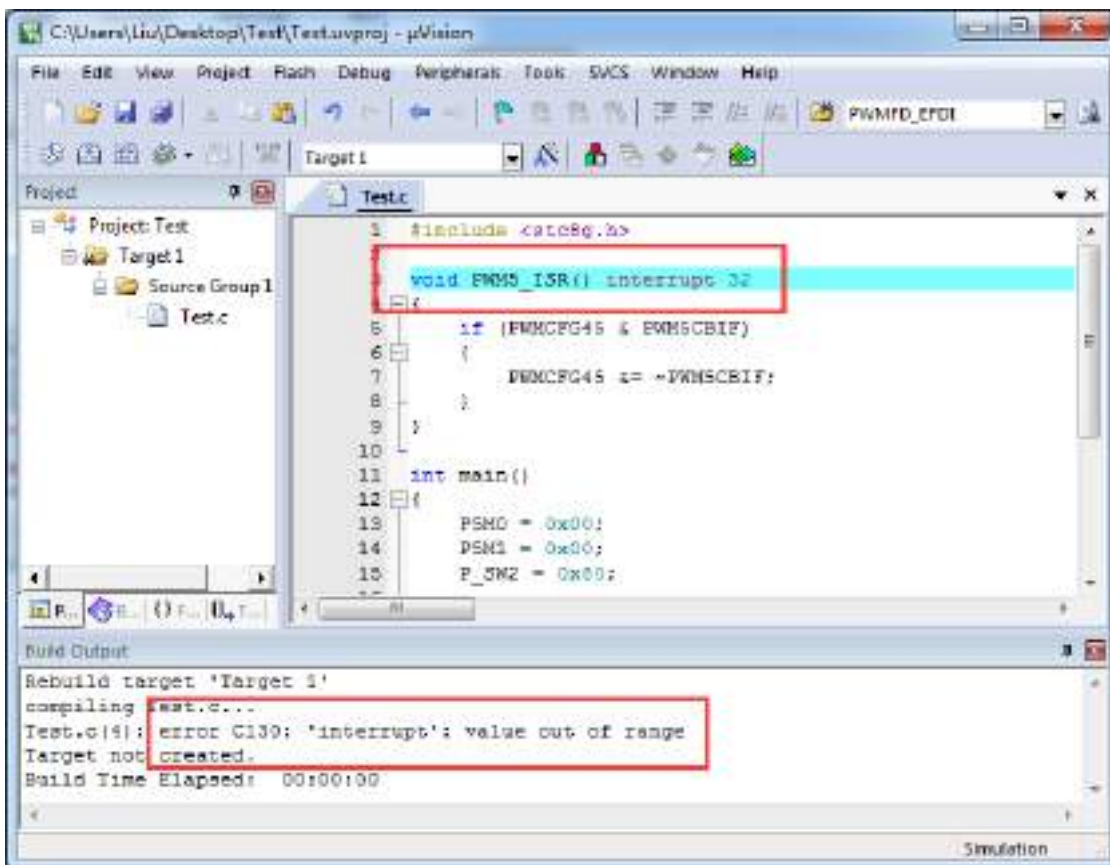 C:\Users\Liu\Desktop\Test\Test.uvproj - µVision
File Edit View Project Flash Debug Peripherals Tools SVCS Window Help
PWMFD_EFDI
Target 1
Project
Test.c
Project: Test
Target 1
Source Group 1
Test.c
1 #include <stc8g.h>
2
3 void PWM5_ISR() interrupt 32
4 {
5 if (PWMCFG45 & PWM5CBIF)
6 {
7 PWMCFG45 &= ~PWM5CBIF;
8 }
9 }
10
11 int main()
12 {
13 P5M0 = 0x00;
14 P5M1 = 0x00;
15 P_SW2 = 0x80;
Build Output
Rebuild target 'Target 1'
compiling Test.c...
Test.c(4): error C130: 'interrupt': value out of range
Target not created.
Build Time Elapsed: 00:00:00
Simulation